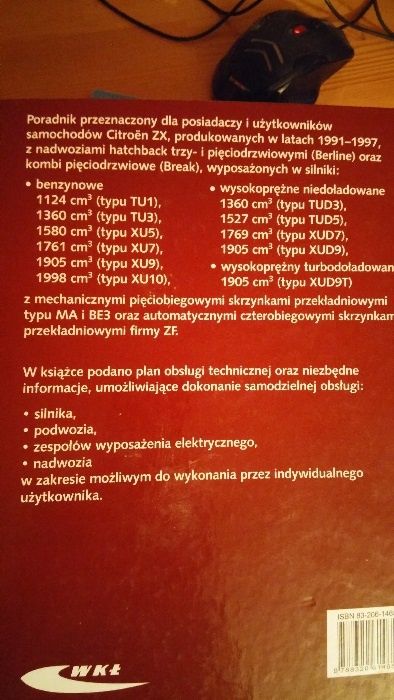 Poradnik przeznaczony dla posiadaczy i użytkowników
samochodów Citroën ZX, produkowanych w latach 1991–1997,
z nadwoziami hatchback trzy- i pięciodrzwiowymi (Berline) oraz
kombi pięciodrzwiowe (Break), wyposażonych w silniki:
• benzynowe
1124 cm³ (typu TU1),
1360 cm³ (typu TU3),
1580 cm³ (typu XU5),
1761 cm³ (typu XU7),
1905 cm³ (typu XU9),
1998 cm³ (typu XU10),
• wysokoprężne niedoładowane
1360 cm³ (typu TUD3),
1527 cm³ (typu TUD5),
1769 cm³ (typu XUD7),
1905 cm³ (typu XUD9),
• wysokoprężny turbodoładowan
1905 cm³ (typu XUD9T)
z mechanicznymi pięciobiegowymi skrzynkami przekładniowymi
typu MA i BE3 oraz automatycznymi czterobiegowymi skrzynkam
przekładniowymi firmy ZF.
W książce podano plan obsługi technicznej oraz niezbędne
informacje, umożliwiające dokonanie samodzielnej obsługi:
• silnika,
• podwozia,
• zespołów wyposażenia elektrycznego,
• nadwozia
w zakresie możliwym do wykonania przez indywidualnego
użytkownika.
ISBN 83-206-146
WKŁ